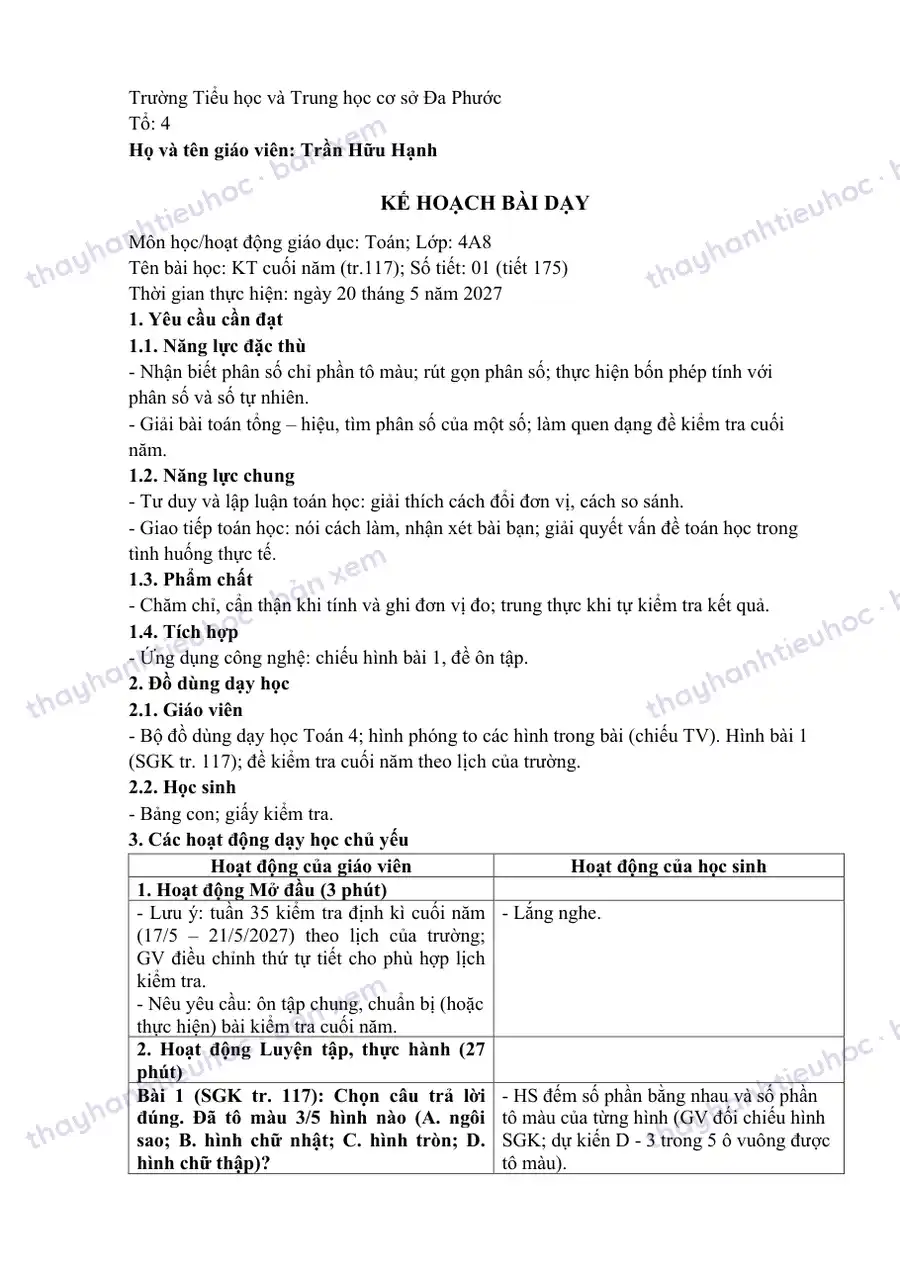 Trường Tiểu học và Trung học cơ sở Đa Phước
Tổ: 4
Họ và tên giáo viên: Trần Hữu Hạnh
KẾ HOẠCH BÀI DẠY
Môn học/hoạt động giáo dục: Toán; Lớp: 4A8
Tên bài học: KT cuối năm (tr.117); Số tiết: 01 (tiết 175)
Thời gian thực hiện: ngày 20 tháng 5 năm 2027
1. Yêu cầu cần đạt
1.1. Năng lực đặc thù
- Nhận biết phân số chỉ phần tô màu; rút gọn phân số; thực hiện bốn phép tính với
phân số và số tự nhiên.
- Giải bài toán tổng – hiệu, tìm phân số của một số; làm quen dạng đề kiểm tra cuối
năm.
1.2. Năng lực chung
- Tư duy và lập luận toán học: giải thích cách đổi đơn vị, cách so sánh.
- Giao tiếp toán học: nói cách làm, nhận xét bài bạn; giải quyết vấn đề toán học trong
tình huống thực tế.
1.3. Phẩm chất
- Chăm chỉ, cẩn thận khi tính và ghi đơn vị đo; trung thực khi tự kiểm tra kết quả.
1.4. Tích hợp
- Ứng dụng công nghệ: chiếu hình bài 1, đề ôn tập.
2. Đồ dùng dạy học
2.1. Giáo viên
- Bộ đồ dùng dạy học Toán 4; hình phóng to các hình trong bài (chiếu TV). Hình bài 1
(SGK tr. 117); đề kiểm tra cuối năm theo lịch của trường.
2.2. Học sinh
- Bảng con; giấy kiểm tra.
3. Các hoạt động dạy học chủ yếu
Hoạt động của giáo viên
Hoạt động của học sinh
1. Hoạt động Mở đầu (3 phút)
- Lưu ý: tuần 35 kiểm tra định kì cuối năm
(17/5 – 21/5/2027) theo lịch của trường;
GV điều chỉnh thứ tự tiết cho phù hợp lịch
kiểm tra.
- Nêu yêu cầu: ôn tập chung, chuẩn bị (hoặc
thực hiện) bài kiểm tra cuối năm.
- Lắng nghe.
2. Hoạt động Luyện tập, thực hành (27
phút)
Bài 1 (SGK tr. 117): Chọn câu trả lời
đúng. Đã tô màu 3/5 hình nào (A. ngôi
sao; B. hình chữ nhật; C. hình tròn; D.
hình chữ thập)?
- HS đếm số phần bằng nhau và số phần
tô màu của từng hình (GV đối chiếu hình
SGK; dự kiến D - 3 trong 5 ô vuông được
tô màu).
thayhanhtieuhoc · bản xem
thayhanhtieuhoc · b
thayhanhtieuhoc · bản xem
thayhanhtieuhoc · b
thayhanhtieuhoc · bản xem
thayhanhtieuhoc · b